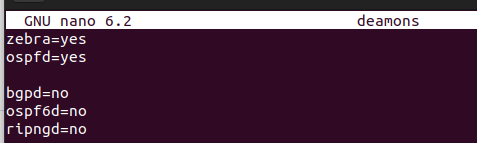 GNU nano 6.2 deamons
zebra=yes
ospfd=yes
bgpd=no
ospf6d=no
ripngd=no